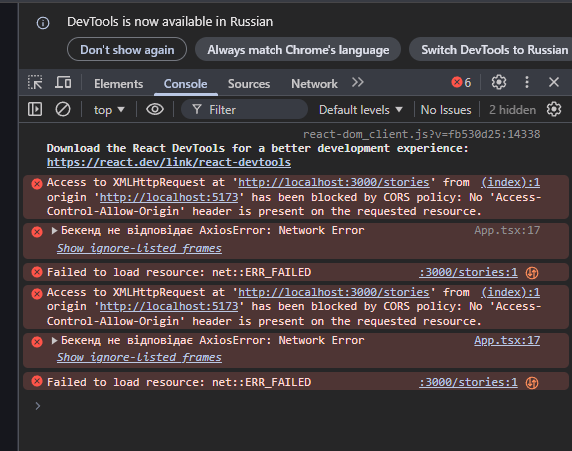 DevTools is now available in Russian
Don't show again Always match Chrome's language Switch DevTools to Russian
Elements Console Sources Network 6
top Filter Default levels No Issues 2 hidden
react-dom_client.js?v=fb530d25:14338
Download the React DevTools for a better development experience:
https://react.dev/link/react-devtools
Access to XMLHttpRequest at 'http://localhost:3000/stories' from (index):1
origin 'http://localhost:5173' has been blocked by CORS policy: No 'Access-
Control-Allow-Origin' header is present on the requested resource.
Бекенд не відповідає AxiosError: Network Error App.tsx:17
Show ignore-listed frames
Failed to load resource: net::ERR_FAILED :3000/stories:1
Access to XMLHttpRequest at 'http://localhost:3000/stories' from (index):1
origin 'http://localhost:5173' has been blocked by CORS policy: No 'Access-
Control-Allow-Origin' header is present on the requested resource.
Бекенд не відповідає AxiosError: Network Error App.tsx:17
Show ignore-listed frames
Failed to load resource: net::ERR_FAILED :3000/stories:1